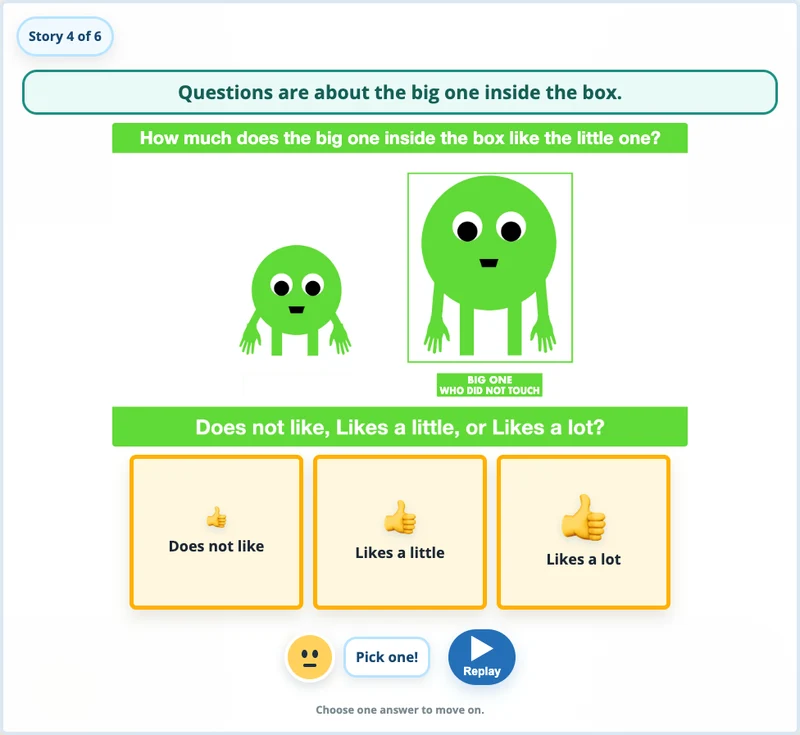 Story 4 of 6
Questions are about the big one inside the box.
How much does the big one inside the box like the little one?
BIG ONE
WHO DID NOT TOUCH
Does not like, Likes a little, or Likes a lot?
Does not like
Likes a little
Likes a lot
Pick one!
Replay
Choose one answer to move on.